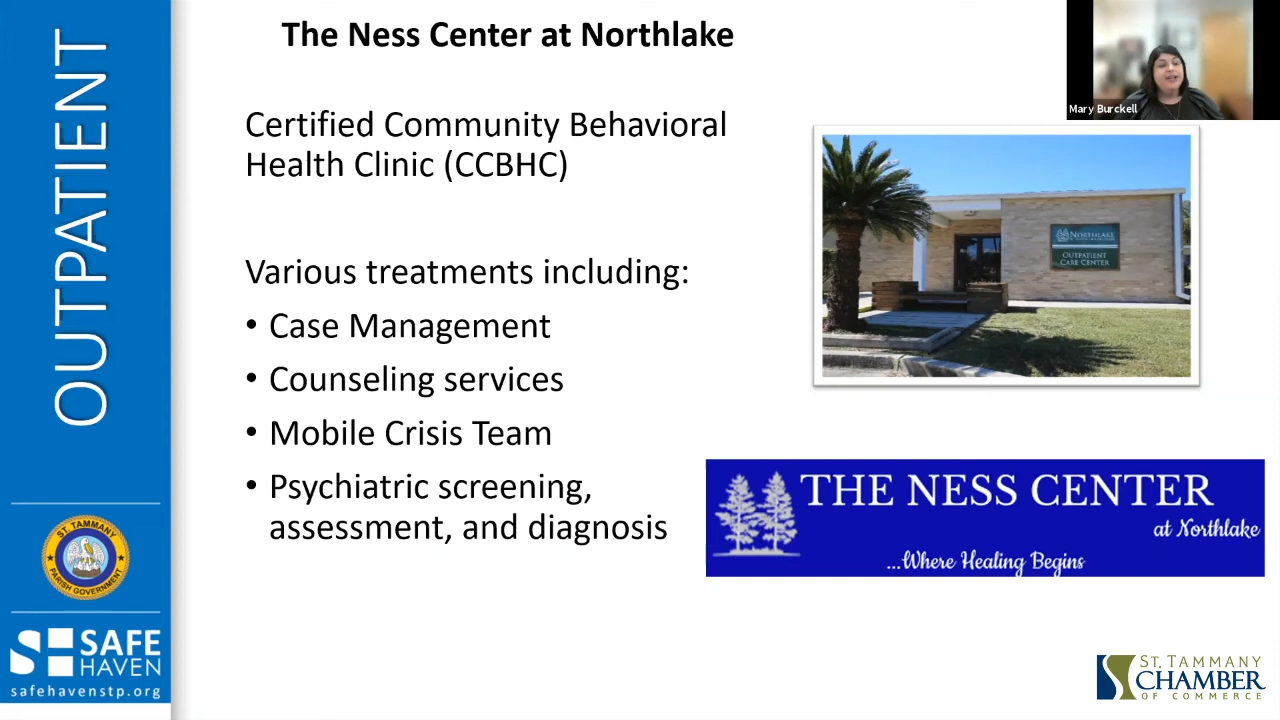 OUTPATIENT
The Ness Center at Northlake
Mary Burckell
Certified Community Behavioral
Health Clinic (CCBHC)
Various treatments including:
• Case Management
• Counseling services
• Mobile Crisis Team
• Psychiatric screening,
assessment, and diagnosis
NORTHLAKE
OUTPATIENT
CARE CENTER
THE NESS CENTER
at Northlake
...Where Healing Begins
ST. TAMMANY
PARISH GOVERNMENT
SAFE
HAVEN
safehavenstp.org
ST. TAMMANY
CHAMBER
OF COMMERCE